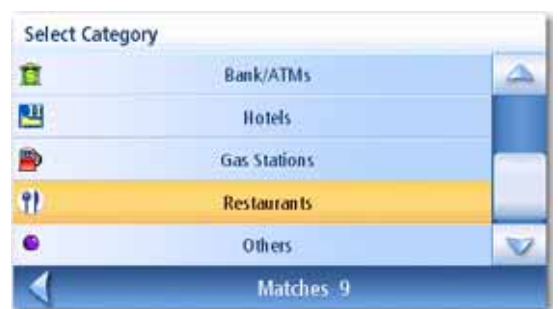 Select Category
Bank/ATMs
Hotels
Gas Stations
Restaurants
Others
Matches 9